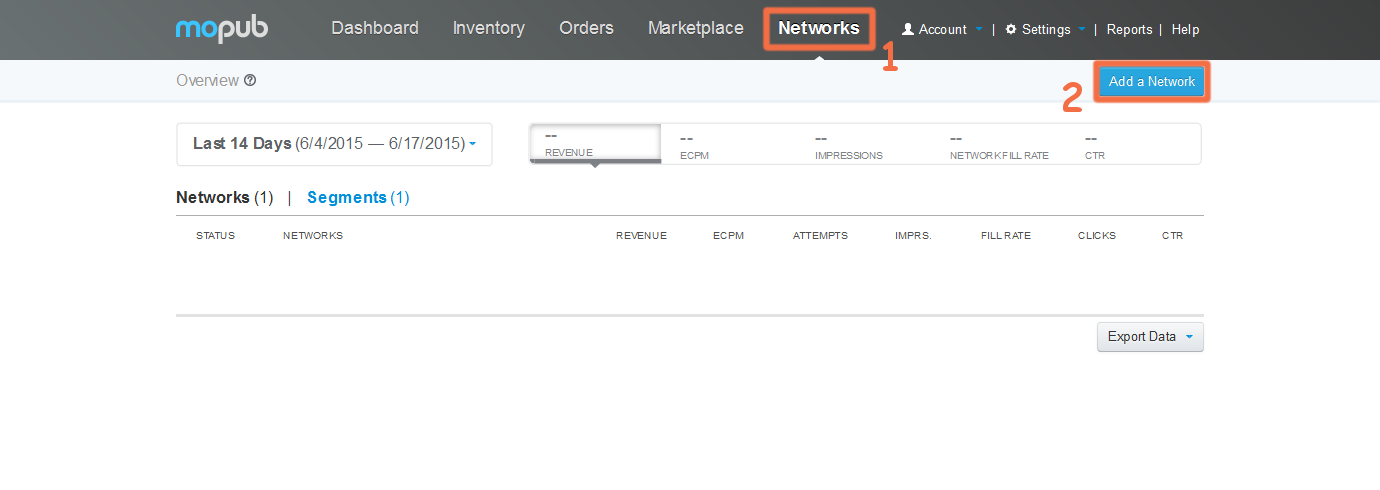 mopub Dashboard Inventory Orders Marketplace Networks Account | Settings | Reports | Help
1
Overview ? Add a Network
2
Last 14 Days (6/4/2015 — 6/17/2015)
-- -- -- -- --
REVENUE ECPM IMPRESSIONS NETWORK FILL RATE CTR
Networks (1) | Segments (1)
STATUS NETWORKS REVENUE ECPM ATTEMPTS IMPRS. FILL RATE CLICKS CTR
Export Data